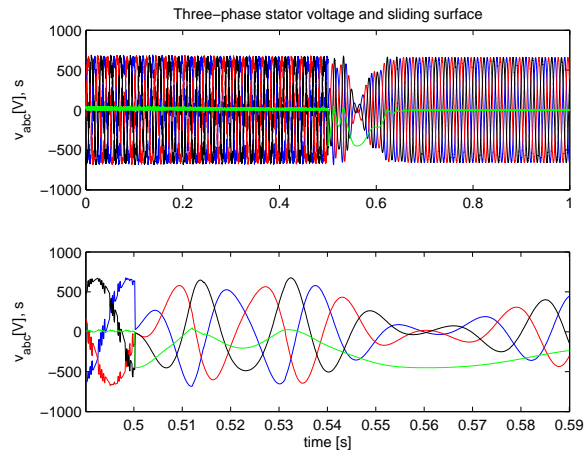 Three−phase stator voltage and sliding surface
v_abc[V], s
1000
500
0
−500
−1000
0 0.2 0.4 0.6 0.8 1
v_abc[V], s
1000
500
0
−500
−1000
0.5 0.51 0.52 0.53 0.54 0.55 0.56 0.57 0.58 0.59
time [s]